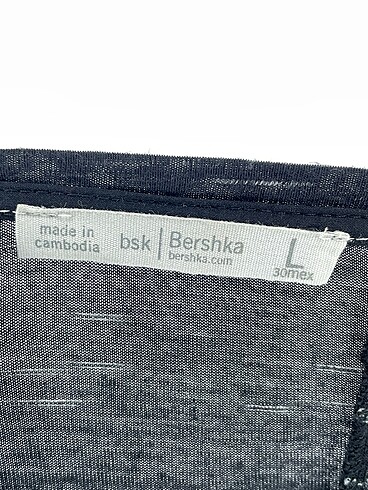 made in
cambodia
bsk | Bershka
bershka.com
L
30mex